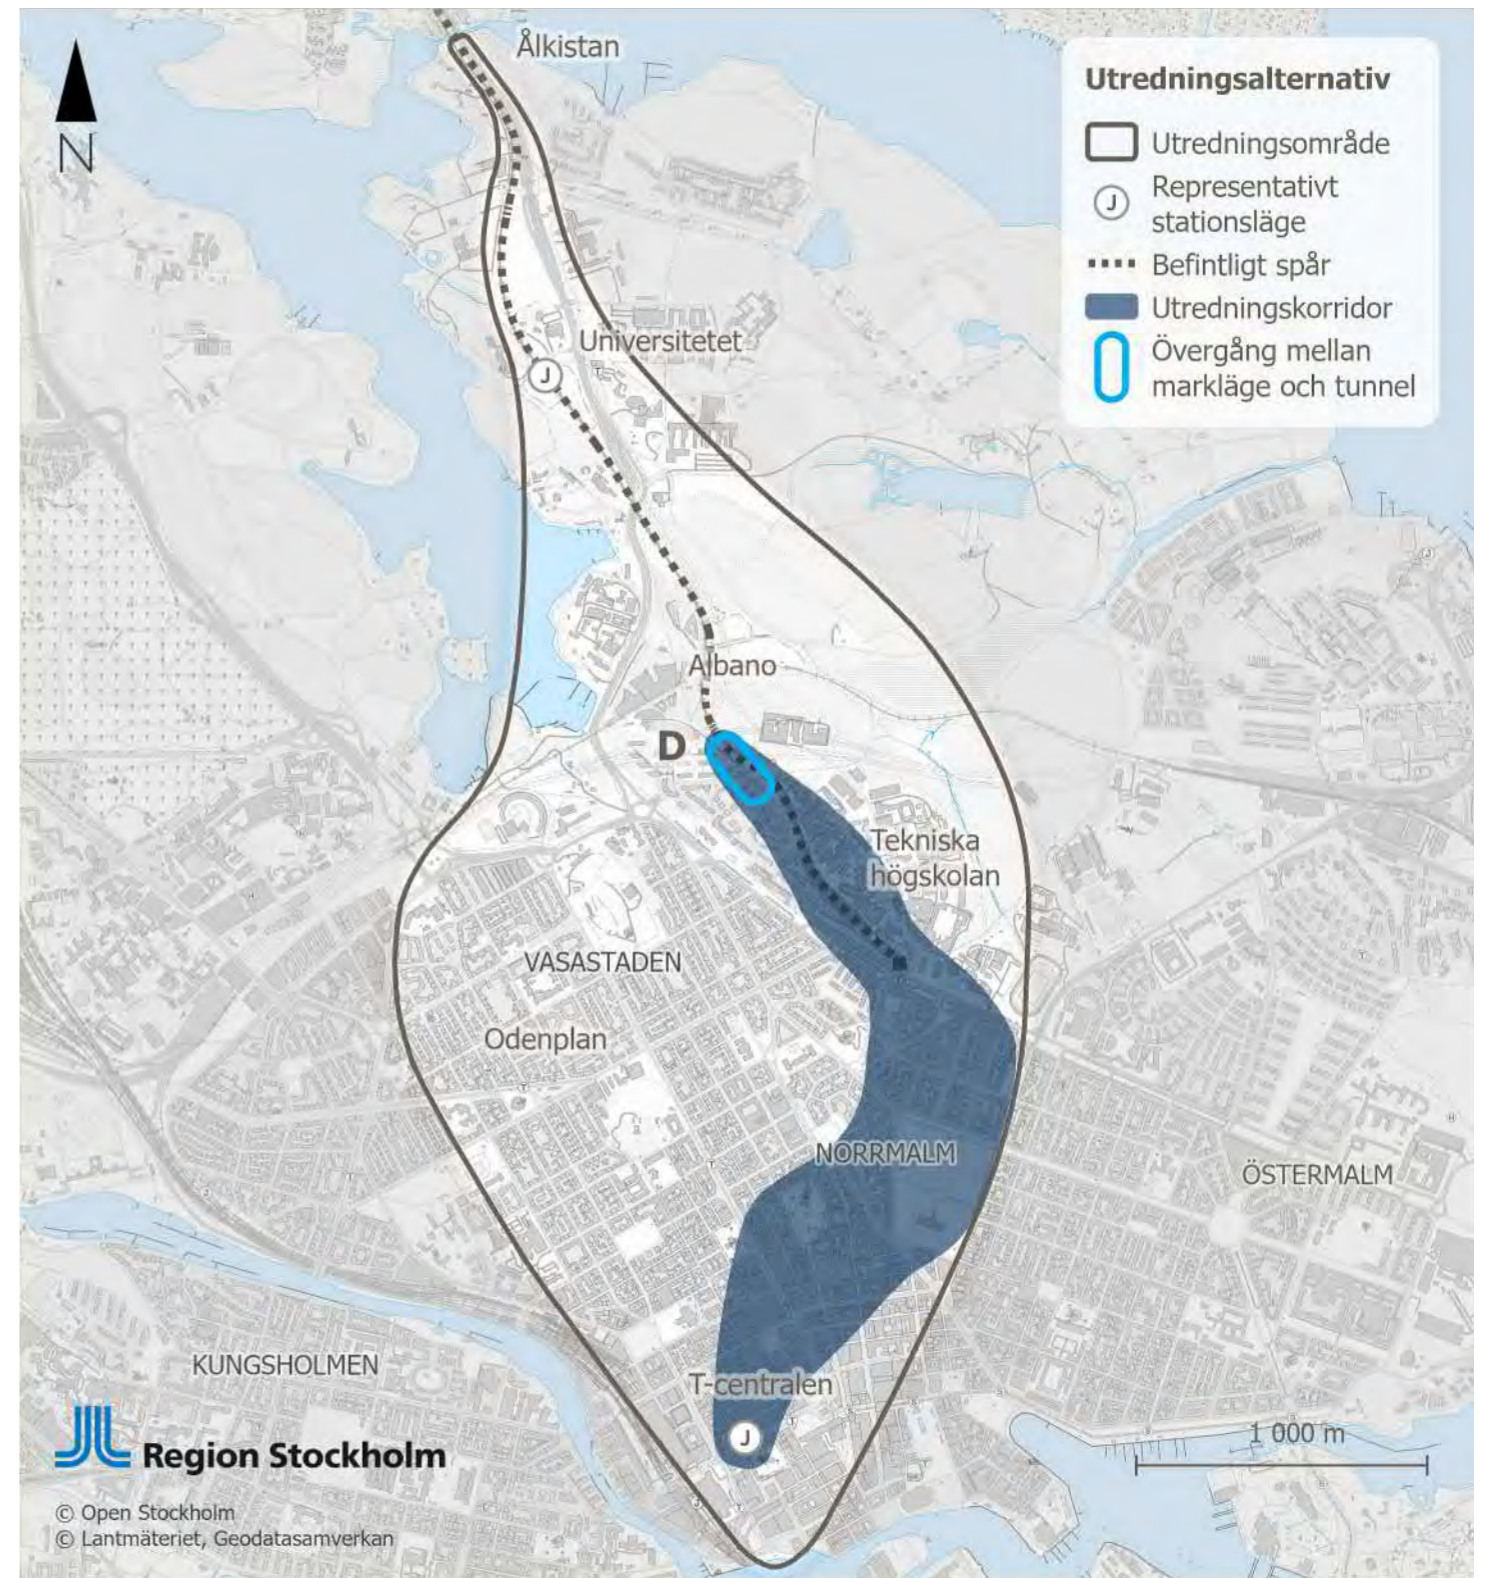 Ålkistan
N
Utredningsalternativ
Utredningsområde
J
Representativt
stationsläge
Befintligt spår
Utredningskorridor
Övergång mellan
markläge och tunnel
Universitetet
J
Albano
D
Tekniska
högskolan
VASASTADEN
Odenplan
NORRMALM
ÖSTERMALM
KUNGSHOLMEN
T-centralen
J
1 000 m
Region Stockholm
© Open Stockholm
© Lantmäteriet, Geodatasamverkan